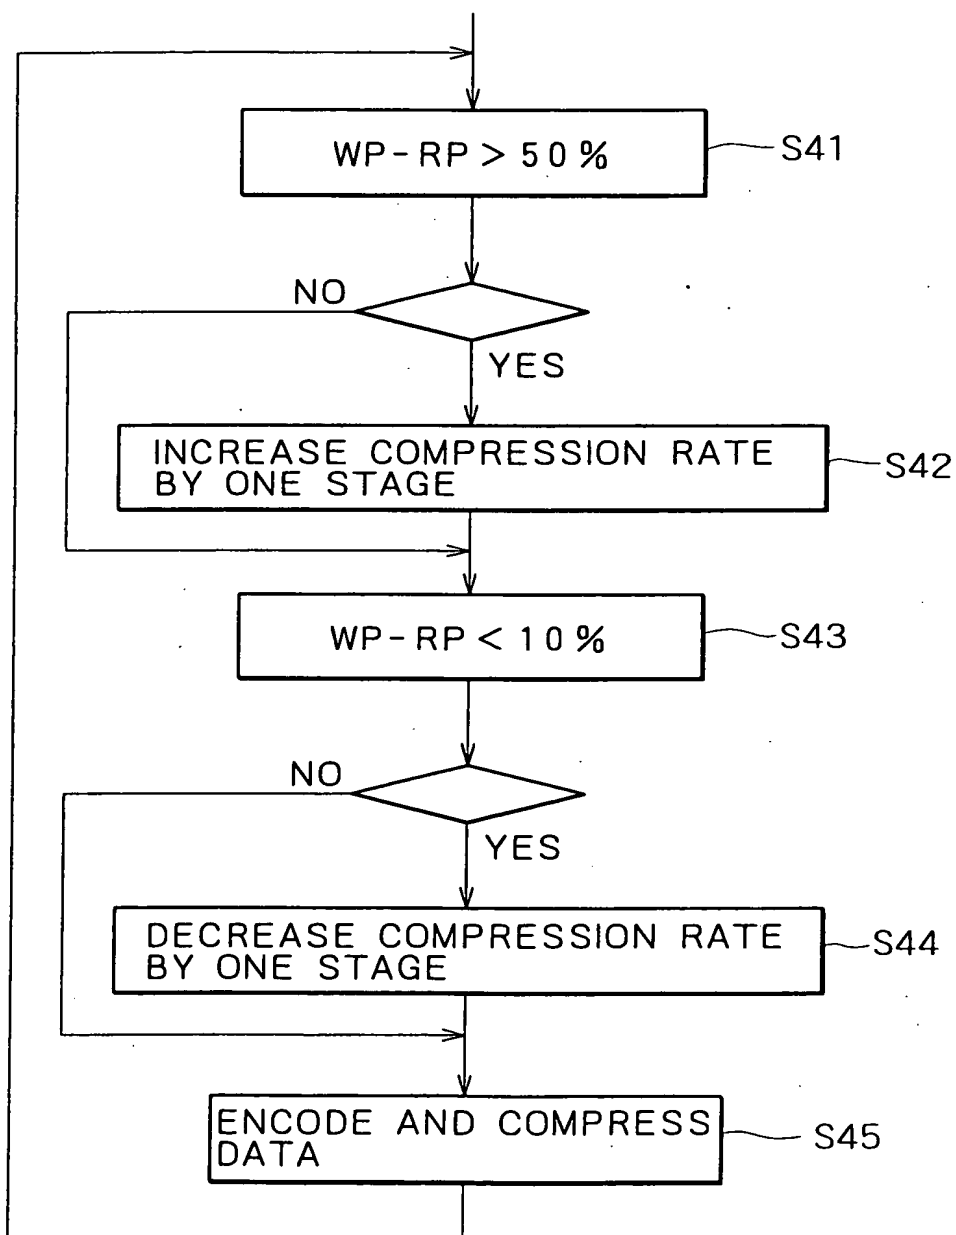 WP-RP > 50%
S41
NO
YES
INCREASE COMPRESSION RATE
BY ONE STAGE
S42
WP-RP < 10%
S43
NO
YES
DECREASE COMPRESSION RATE
BY ONE STAGE
S44
ENCODE AND COMPRESS
DATA
S45